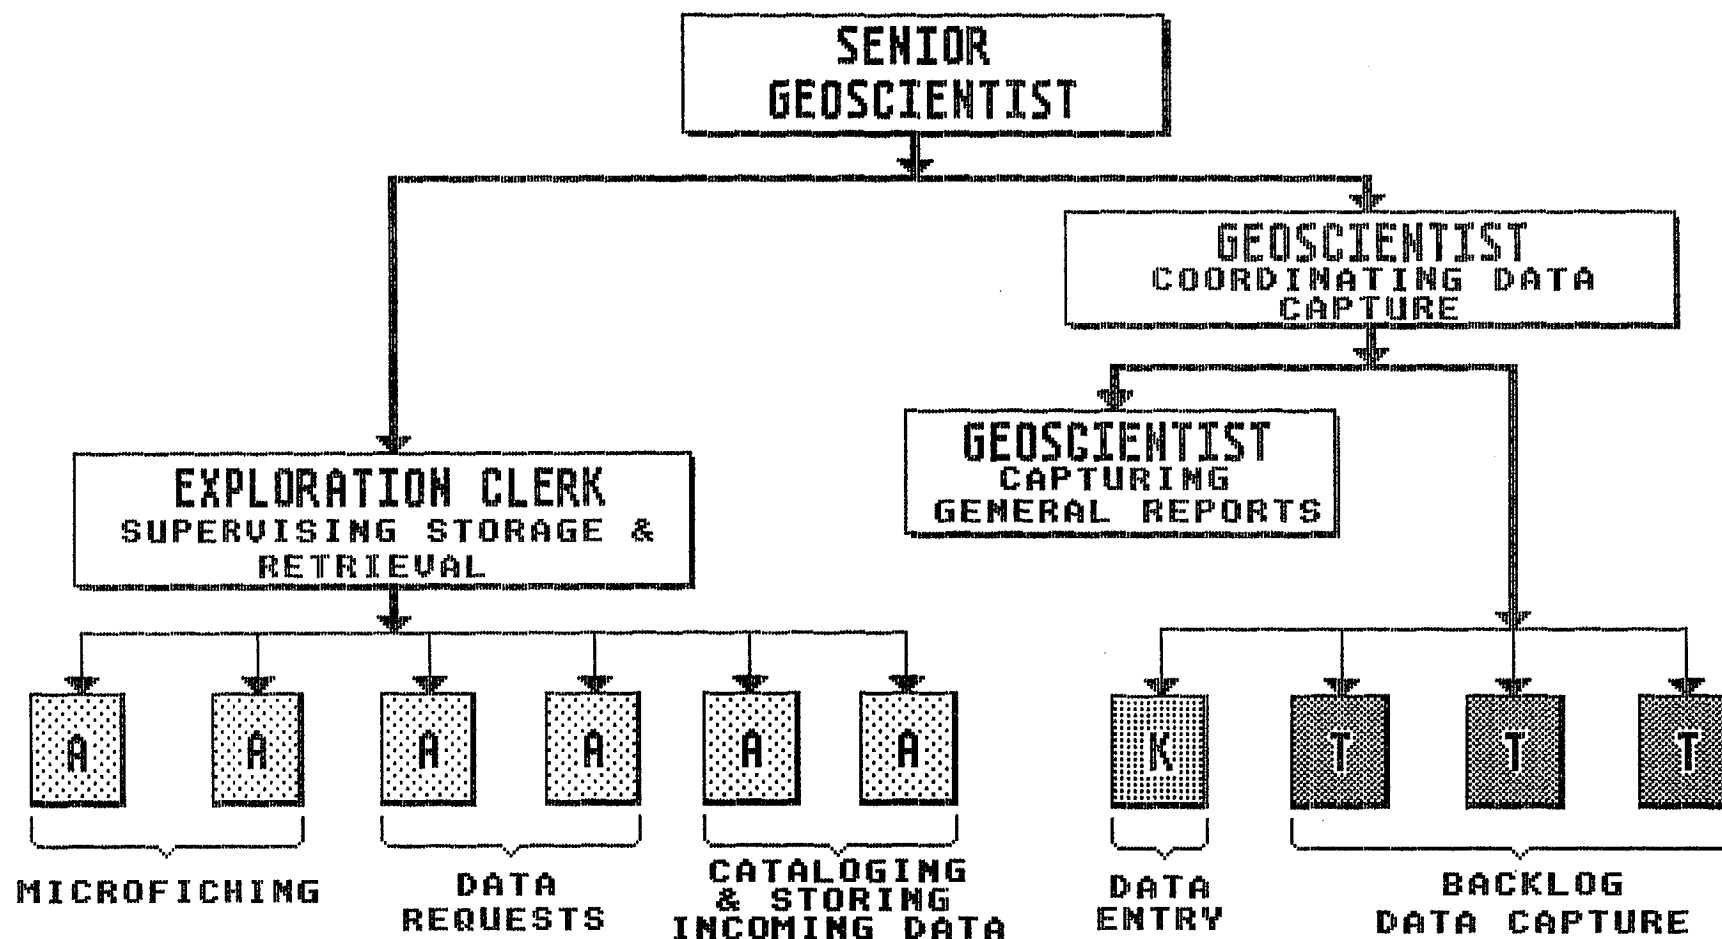 SENIOR
GEOSCIENTIST
GEOSCIENTIST
COORDINATING DATA
CAPTURE
GEOSCIENTIST
CAPTURING
GENERAL REPORTS
EXPLORATION CLERK
SUPERVISING STORAGE &
RETRIEVAL
A A A A A A K T T T
MICROFICHING
DATA
REQUESTS
CATALOGING
& STORING
INCOMING DATA
DATA
ENTRY
BACKLOG
DATA CAPTURE